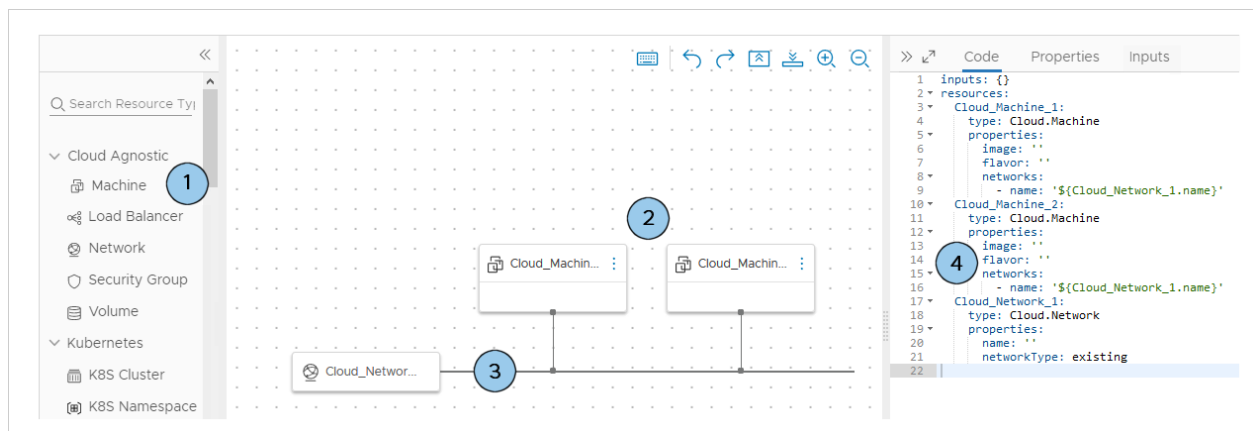 Search Resource Ty
Cloud Agnostic
Machine
1
Load Balancer
Network
Security Group
Volume
Kubernetes
K8S Cluster
K8S Namespace
2
Cloud_Machin...
Cloud_Machin...
Cloud_Networ...
3
Code Properties Inputs
1 inputs: {}
2 resources:
3 Cloud_Machine_1:
4 type: Cloud.Machine
5 properties:
6 image: ''
7 flavor: ''
8 networks:
9 - name: '${Cloud_Network_1.name}'
10 Cloud_Machine_2:
11 type: Cloud.Machine
12 properties:
13 image: ''
14 flavor: ''
15 networks:
16 - name: '${Cloud_Network_1.name}'
17 Cloud_Network_1:
18 type: Cloud.Network
19 properties:
20 name: ''
21 networkType: existing
22
4